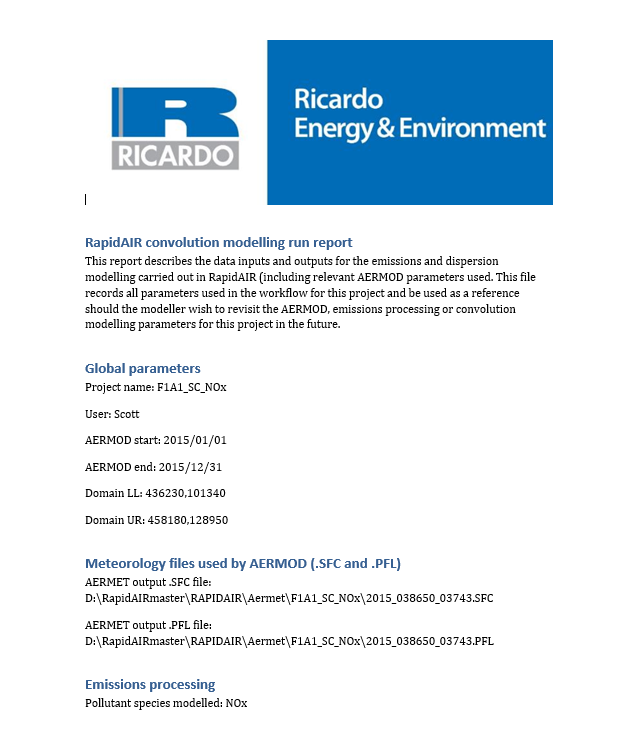 RICARDO
Ricardo
Energy & Environment
RapidAIR convolution modelling run report
This report describes the data inputs and outputs for the emissions and dispersion
modelling carried out in RapidAIR (including relevant AERMOD parameters used. This file
records all parameters used in the workflow for this project and be used as a reference
should the modeller wish to revisit the AERMOD, emissions processing or convolution
modelling parameters for this project in the future.
Global parameters
Project name: F1A1_SC_NOx
User: Scott
AERMOD start: 2015/01/01
AERMOD end: 2015/12/31
Domain LL: 436230,101340
Domain UR: 458180,128950
Meteorology files used by AERMOD (.SFC and .PFL)
AERMET output .SFC file:
D:\RapidAIRmaster\RAPIDAIR\Aermet\F1A1_SC_NOx\2015_038650_03743.SFC
AERMET output .PFL file:
D:\RapidAIRmaster\RAPIDAIR\Aermet\F1A1_SC_NOx\2015_038650_03743.PFL
Emissions processing
Pollutant species modelled: NOx